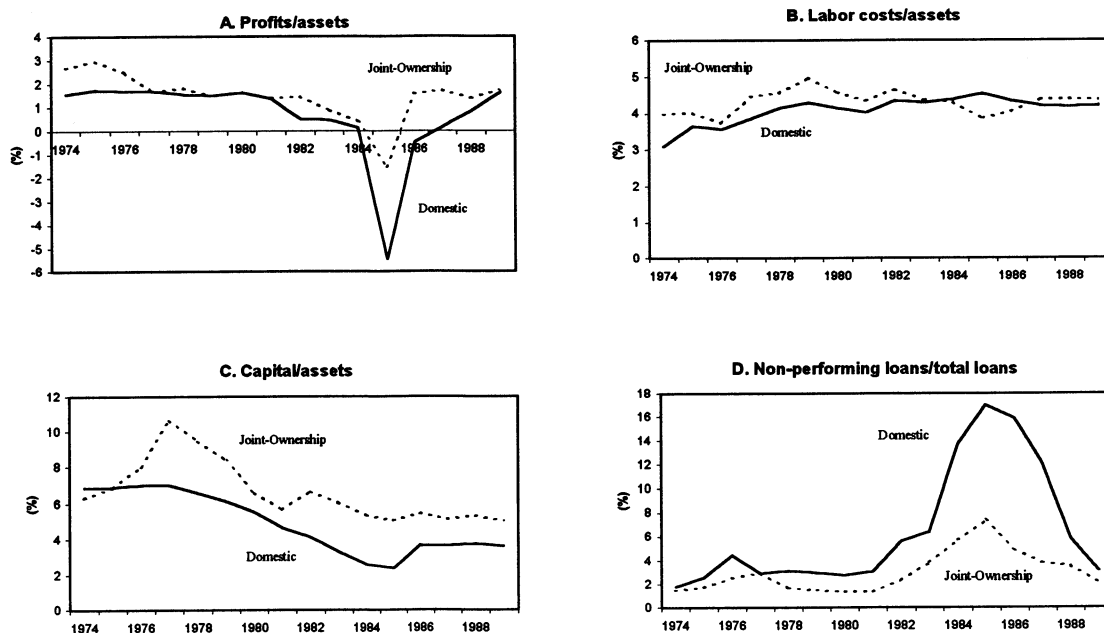 A. Profits/assets
4
3
2
1
0
-1
-2
-3
-4
-5
-6
(%)
1974 1976 1978 1980 1982 1984 1986 1988
Joint-Ownership
Domestic
B. Labor costs/assets
6
5
4
3
2
1
0
(%)
Joint-Ownership
Domestic
1974 1976 1978 1980 1982 1984 1986 1988
C. Capital/assets
12
10
8
6
4
2
0
(%)
Joint-Ownership
Domestic
1974 1976 1978 1980 1982 1984 1986 1988
D. Non-performing loans/total loans
18
16
14
12
10
8
6
4
2
0
(%)
Domestic
Joint-Ownership
1974 1976 1978 1980 1982 1984 1986 1988